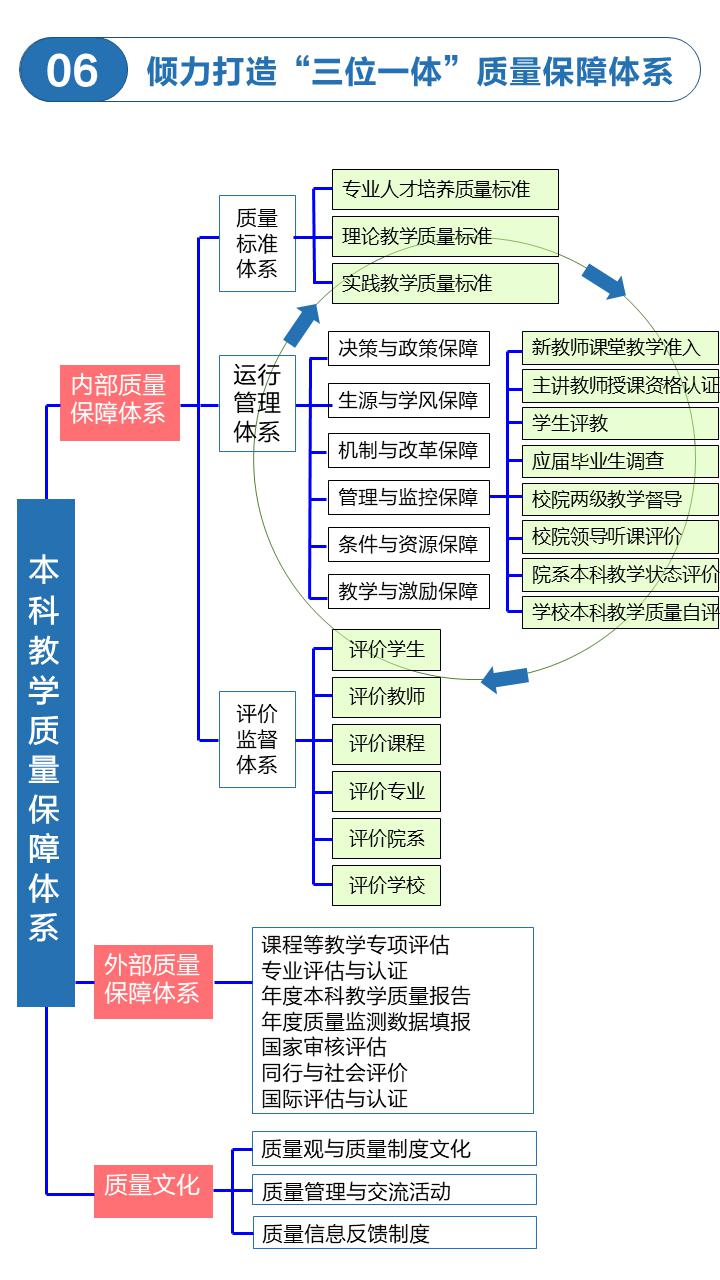 06
倾力打造“三位一体”质量保障体系
本科教学质量保障体系
内部质量
保障体系
质量
标准
体系
专业人才培养质量标准
理论教学质量标准
实践教学质量标准
运行
管理
体系
决策与政策保障
生源与学风保障
机制与改革保障
管理与监控保障
条件与资源保障
教学与激励保障
新教师课堂教学准入
主讲教师授课资格认证
学生评教
应届毕业生调查
校院两级教学督导
校院领导听课评价
院系本科教学状态评价
学校本科教学质量自评
评价
监督
体系
评价学生
评价教师
评价课程
评价专业
评价院系
评价学校
外部质量
保障体系
课程等教学专项评估
专业评估与认证
年度本科教学质量报告
年度质量监测数据填报
国家审核评估
同行与社会评价
国际评估与认证
质量文化
质量观与质量制度文化
质量管理与交流活动
质量信息反馈制度